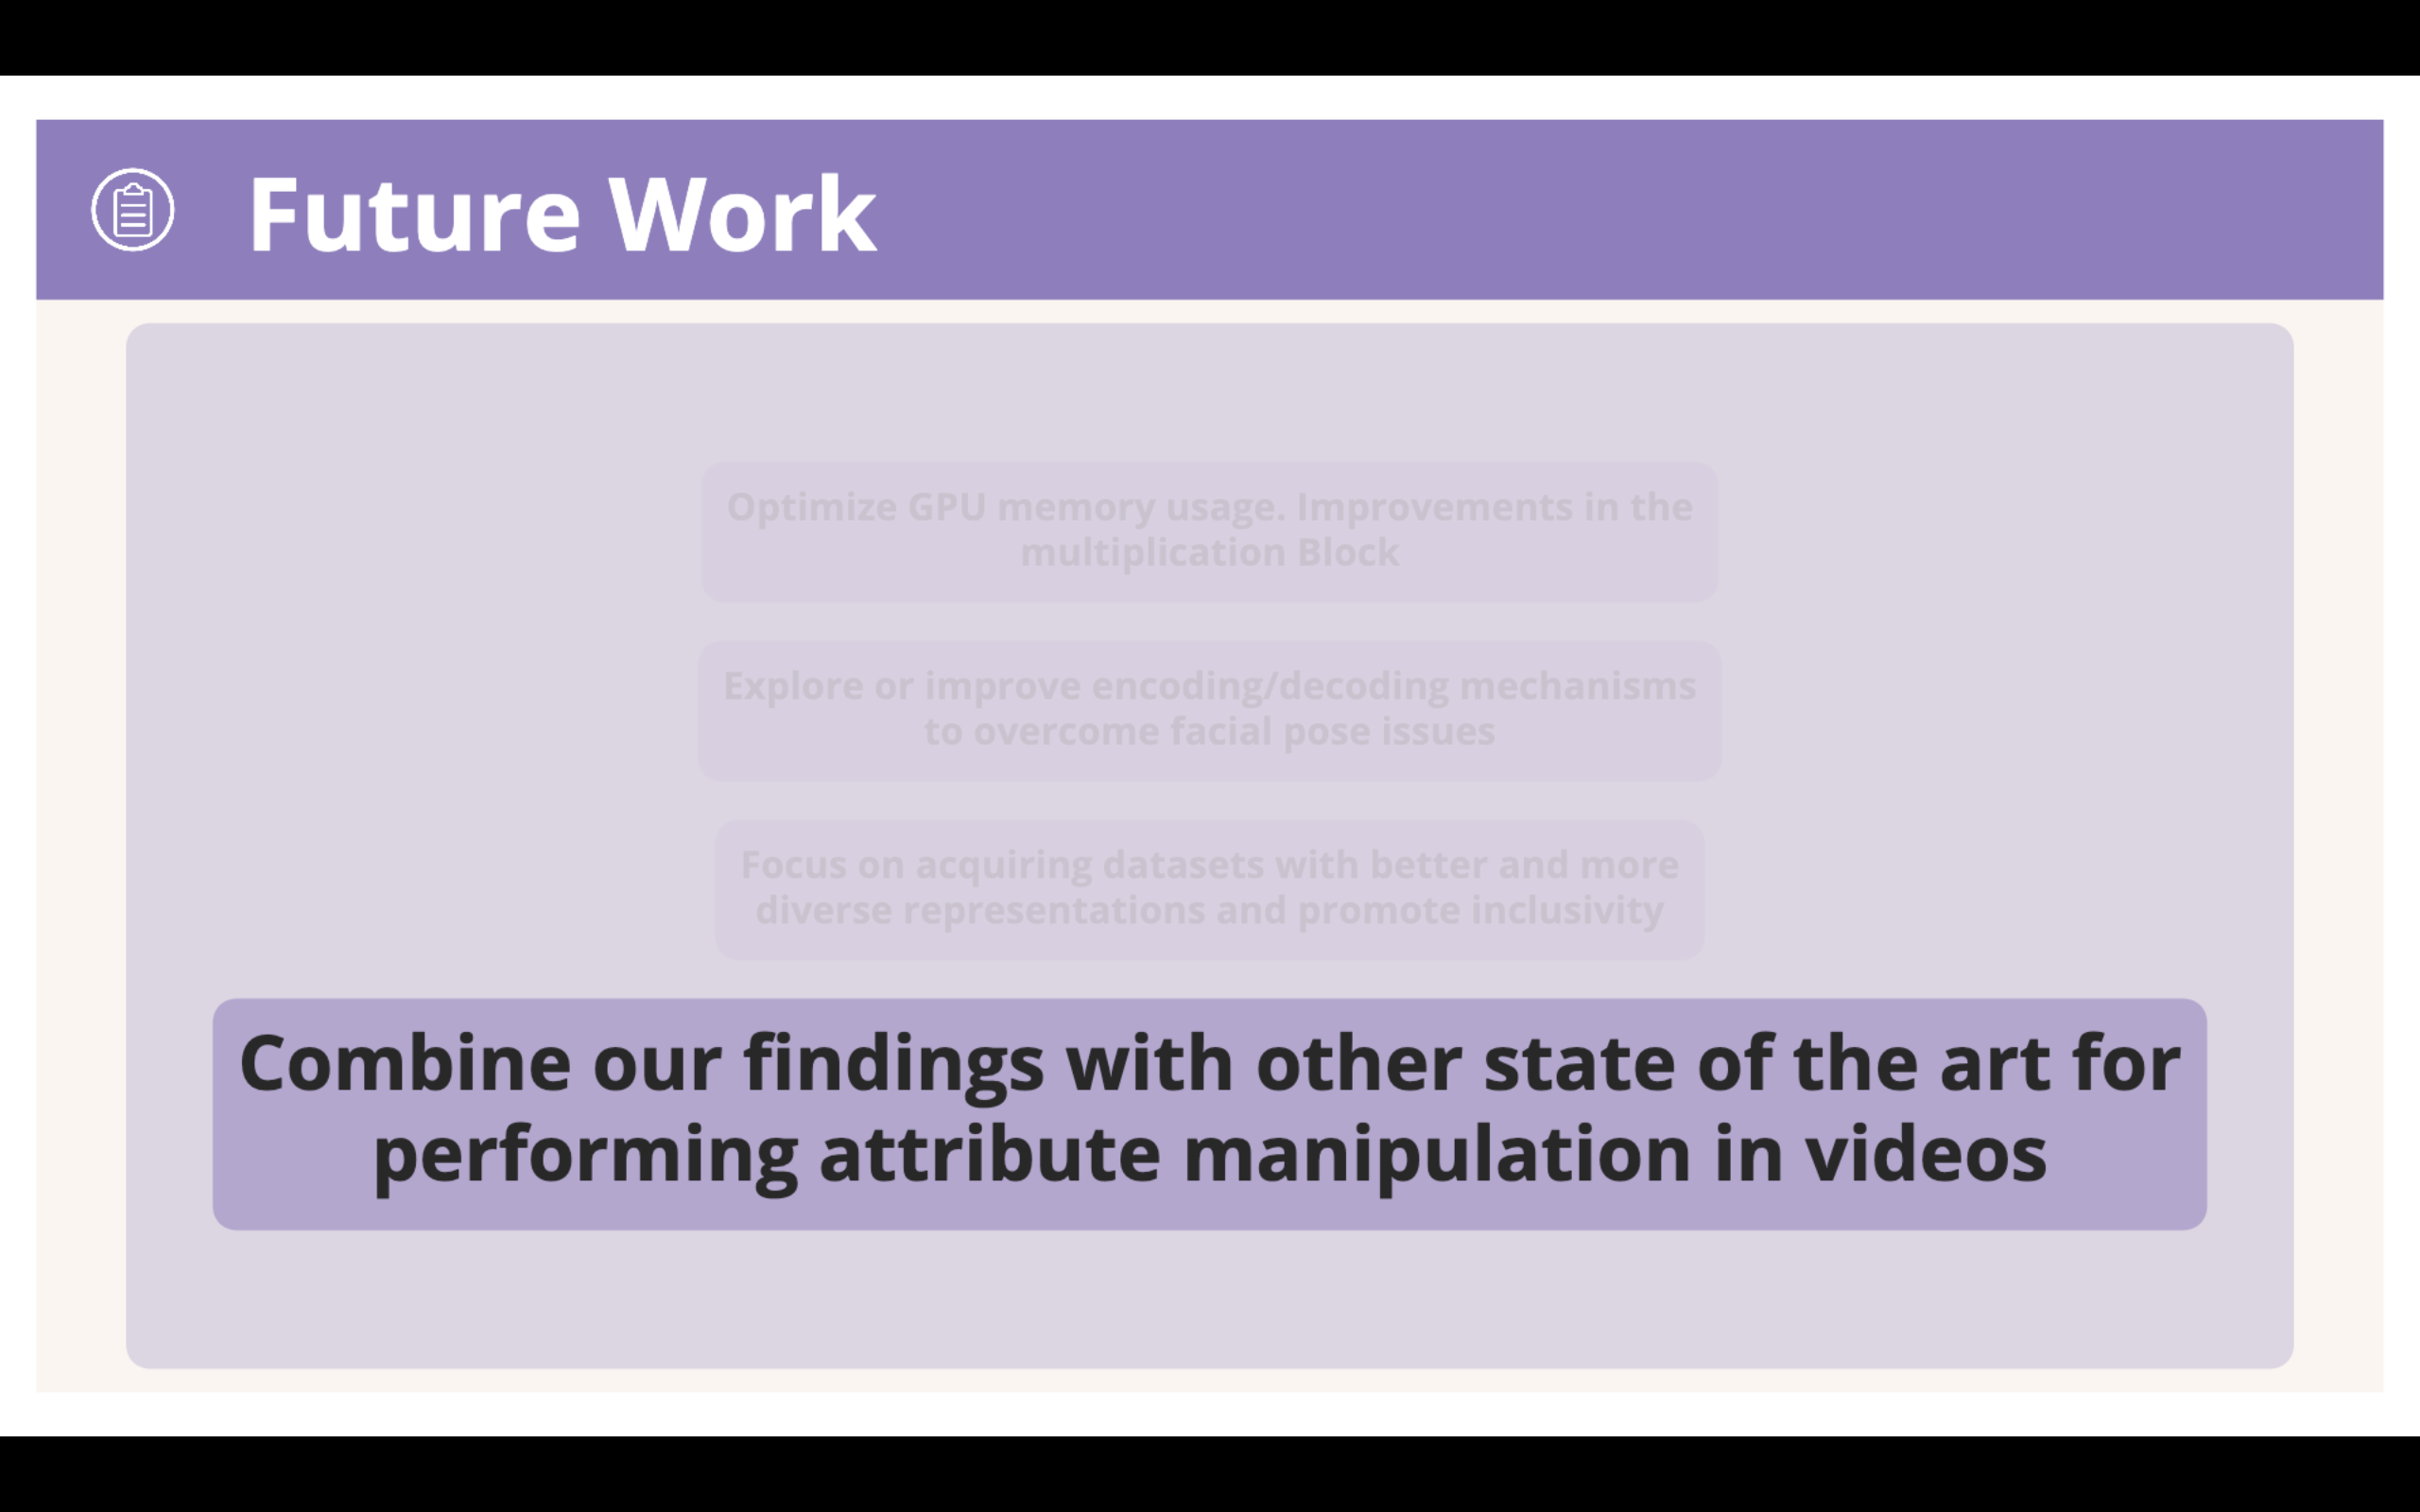 Future Work
Optimize GPU memory usage. Improvements in the
multiplication Block
Explore or improve encoding/decoding mechanisms
to overcome facial pose issues
Focus on acquiring datasets with better and more
diverse representations and promote inclusivity
Combine our findings with other state of the art for
performing attribute manipulation in videos